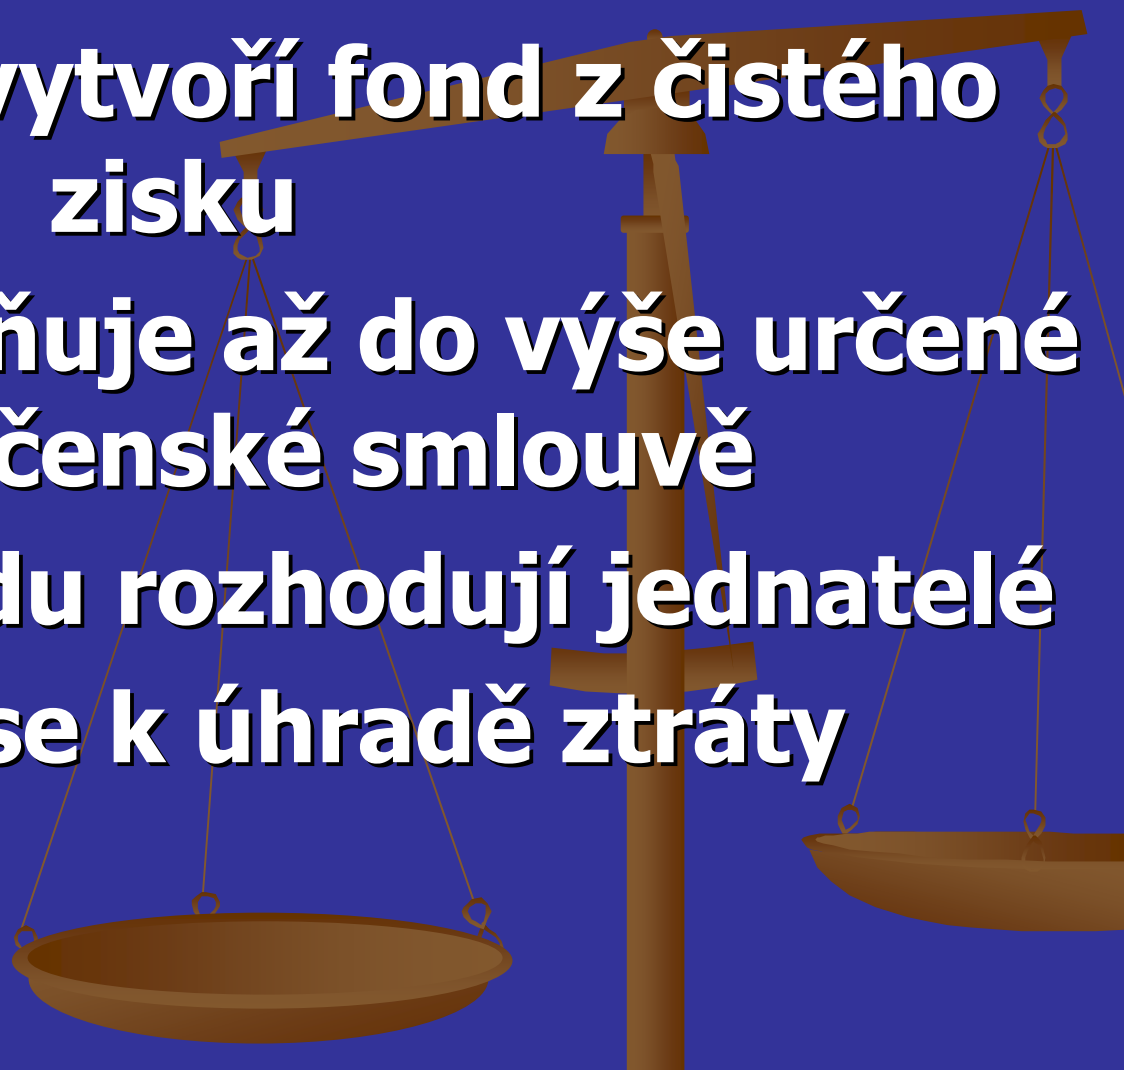 vytvoří fond z čistého
zisku
ňuje až do výše určené
čenské smlouvě
du rozhodují jednatelé
se k úhradě ztráty